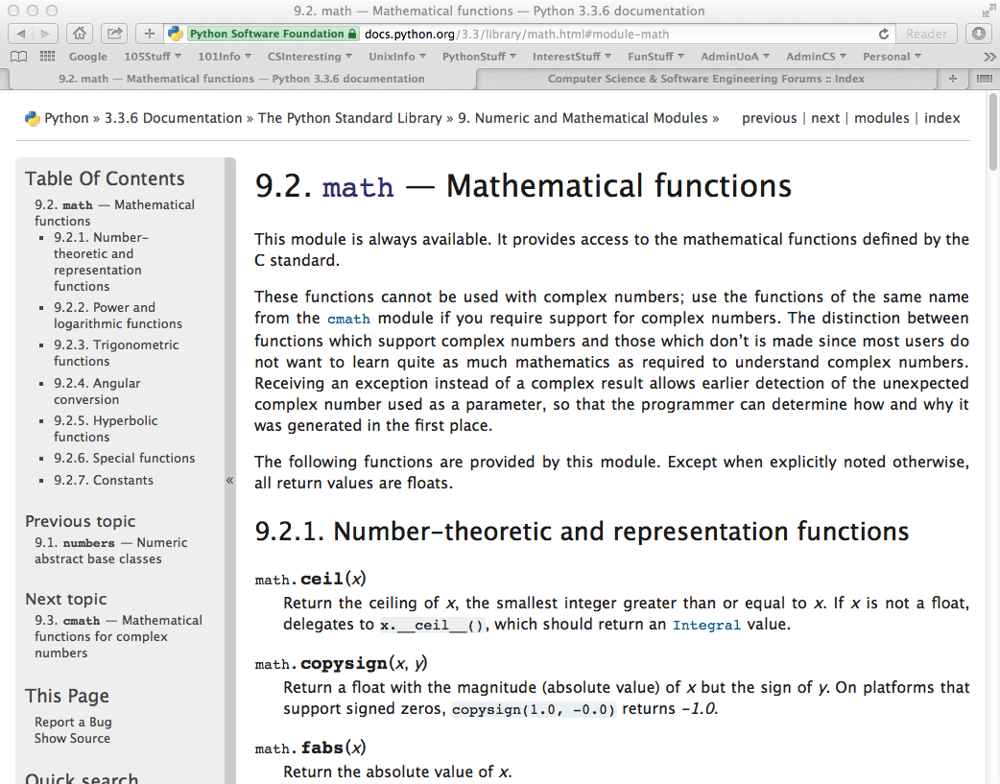 9.2. math — Mathematical functions — Python 3.3.6 documentation
Python Software Foundation docs.python.org/3.3/library/math.html#module-math
Reader
Google 105Stuff 101Info CSInteresting UnixInfo PythonStuff InterestStuff FunStuff AdminUoA AdminCS Personal
9.2. math — Mathematical functions — Python 3.3.6 documentation
Computer Science & Software Engineering Forums :: Index
Python » 3.3.6 Documentation » The Python Standard Library » 9. Numeric and Mathematical Modules »
previous | next | modules | index
Table Of Contents
9.2. math — Mathematical
functions
9.2.1. Number-
theoretic and
representation
functions
9.2.2. Power and
logarithmic functions
9.2.3. Trigonometric
functions
9.2.4. Angular
conversion
9.2.5. Hyperbolic
functions
9.2.6. Special functions
9.2.7. Constants
Previous topic
9.1. numbers — Numeric
abstract base classes
Next topic
9.3. cmath — Mathematical
functions for complex
numbers
This Page
Report a Bug
Show Source
Quick search
«
9.2. math — Mathematical functions
This module is always available. It provides access to the mathematical functions defined by the
C standard.
These functions cannot be used with complex numbers; use the functions of the same name
from the cmath module if you require support for complex numbers. The distinction between
functions which support complex numbers and those which don't is made since most users do
not want to learn quite as much mathematics as required to understand complex numbers.
Receiving an exception instead of a complex result allows earlier detection of the unexpected
complex number used as a parameter, so that the programmer can determine how and why it
was generated in the first place.
The following functions are provided by this module. Except when explicitly noted otherwise,
all return values are floats.
9.2.1. Number-theoretic and representation functions
math.ceil(x)
Return the ceiling of x, the smallest integer greater than or equal to x. If x is not a float,
delegates to x.__ceil__(), which should return an Integral value.
math.copysign(x, y)
Return a float with the magnitude (absolute value) of x but the sign of y. On platforms that
support signed zeros, copysign(1.0, -0.0) returns -1.0.
math.fabs(x)
Return the absolute value of x.